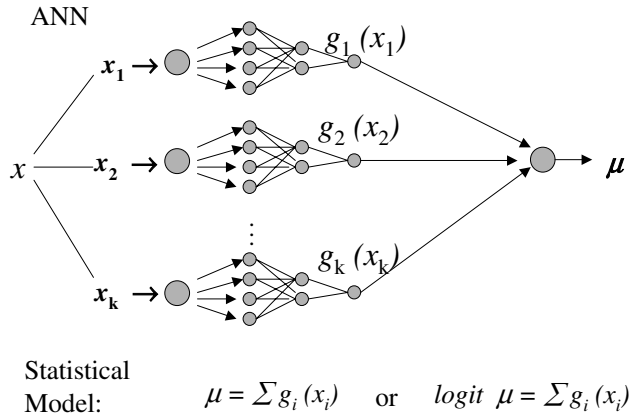 ANN
x₁ → g₁ (x₁)
x x₂ → g₂ (x₂) μ
⋮
xₖ → gₖ (xₖ)
Statistical
Model: μ = ∑ gᵢ (xᵢ) or logit μ = ∑ gᵢ (xᵢ)